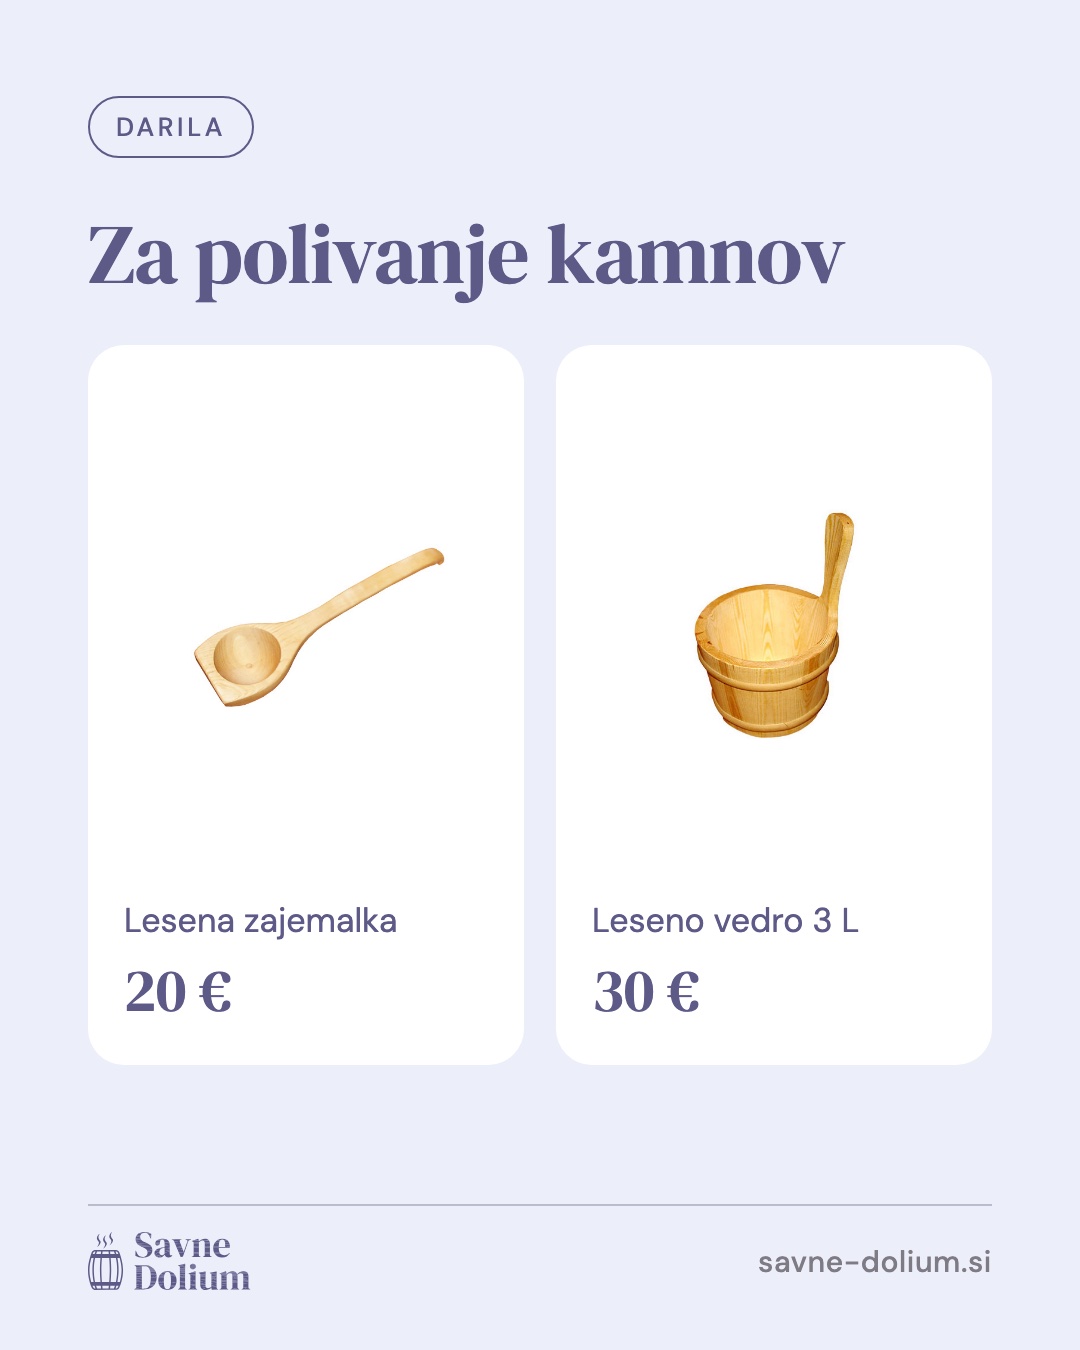 DARILA
Za polivanje kamnov
Lesena zajemalka
20 €
Leseno vedro 3 L
30 €
Savne
Dolium
savne-dolium.si